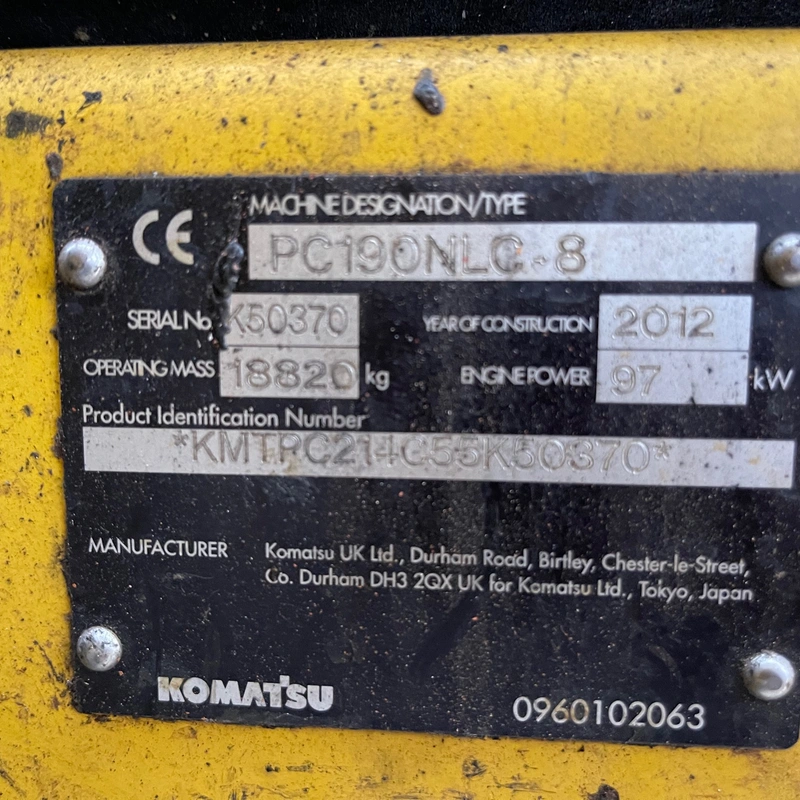 CE
MACHINE DESIGNATION/TYPE
PC190NLC-8
SERIAL No K50370 YEAR OF CONSTRUCTION 2012
OPERATING MASS 18820 kg ENGINE POWER 97 kW
Product Identification Number
*KMTPC214C55K50370*
MANUFACTURER Komatsu UK Ltd., Durham Road, Birtley, Chester-le-Street,
Co. Durham DH3 2QX UK for Komatsu Ltd., Tokyo, Japan
KOMATSU 0960102063